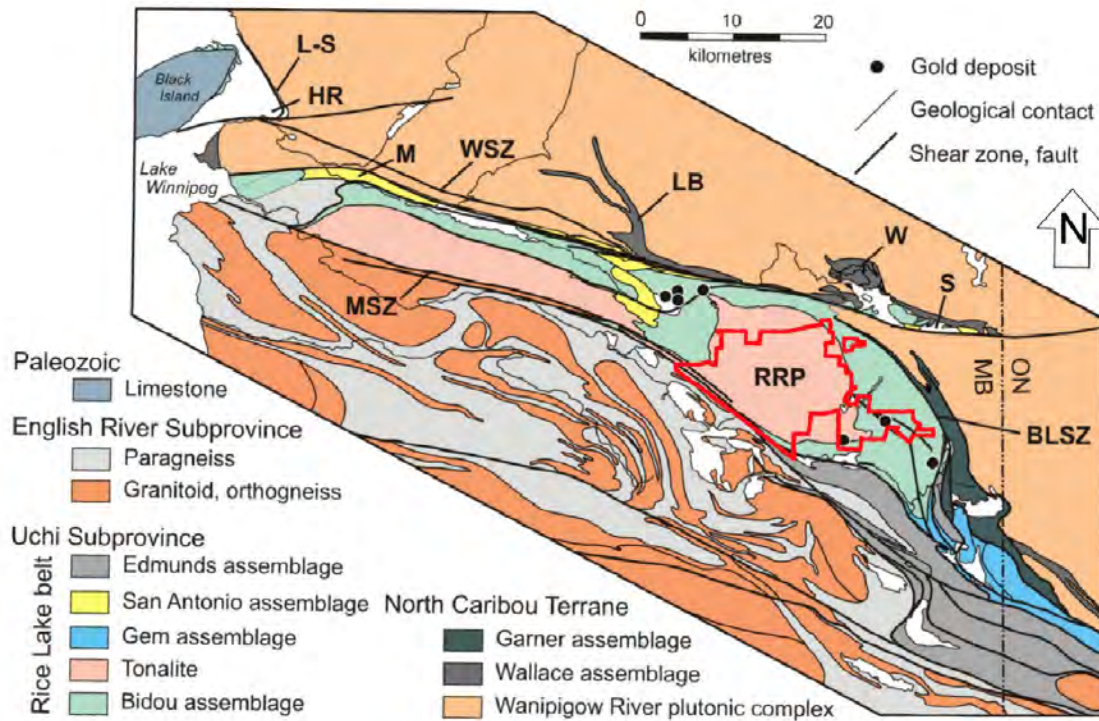 0 10 20
kilometres
Gold deposit
Geological contact
Shear zone, fault
N
L-S
Black
Island
HR
WSZ
M
LB
Lake
Winnipeg
W
S
MSZ
RRP
MB
ON
BLSZ
Paleozoic
Limestone
English River Subprovince
Paragneiss
Granitoid, orthogneiss
Uchi Subprovince
Rice Lake belt
Edmunds assemblage
San Antonio assemblage
Gem assemblage
Tonalite
Bidou assemblage
North Caribou Terrane
Garner assemblage
Wallace assemblage
Wanipigow River plutonic complex